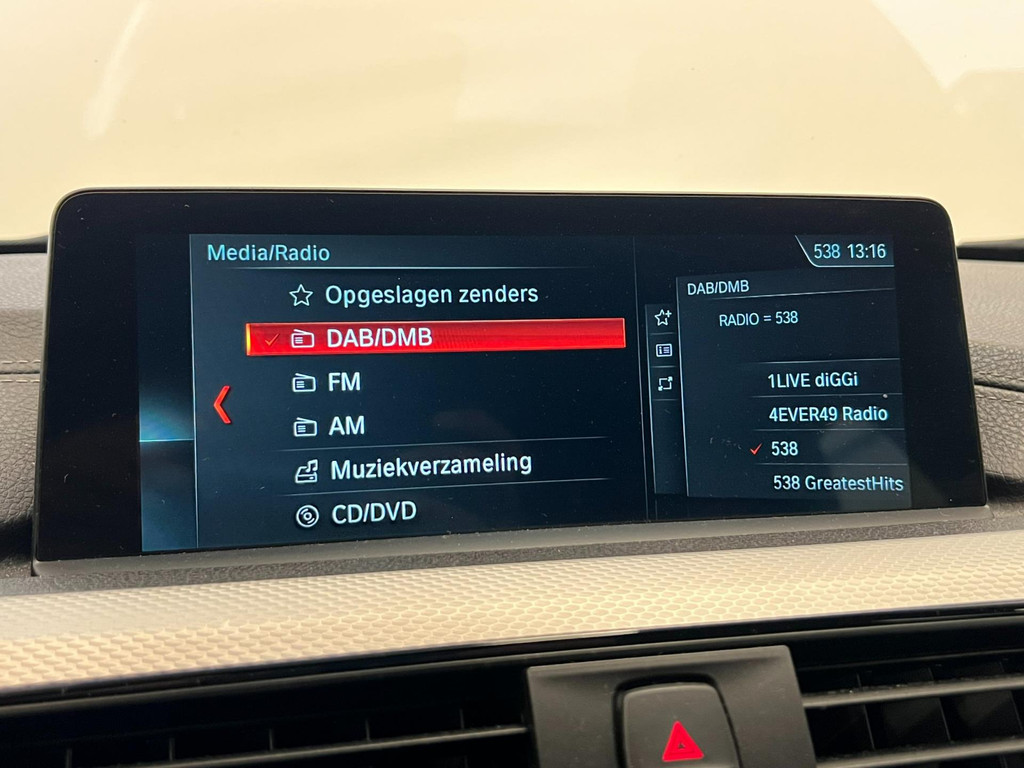 Media/Radio
538 13:16
Opgeslagen zenders
DAB/DMB
FM
AM
Muziekverzameling
CD/DVD
DAB/DMB
RADIO = 538
1LIVE diGGi
4EVER49 Radio
538
538 GreatestHits